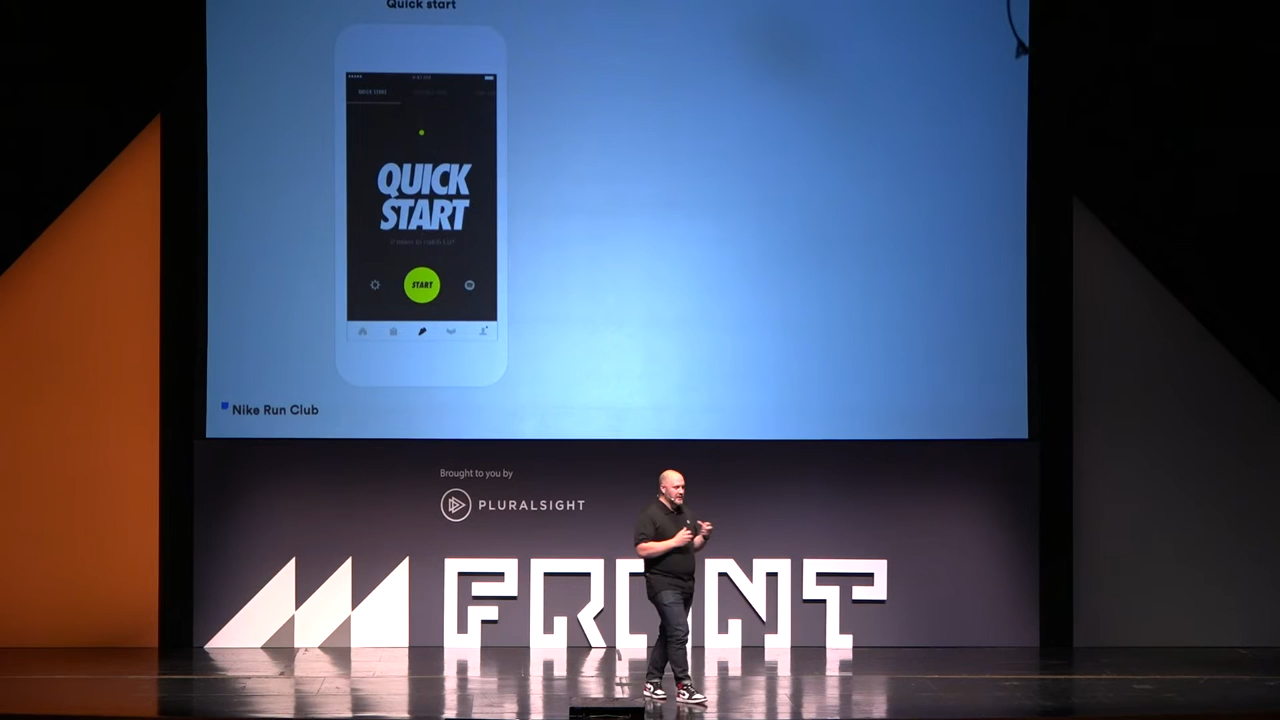 Quick start
QUICK START
QUICK
START
START
Nike Run Club
Brought to you by
PLURALSIGHT
FRONT